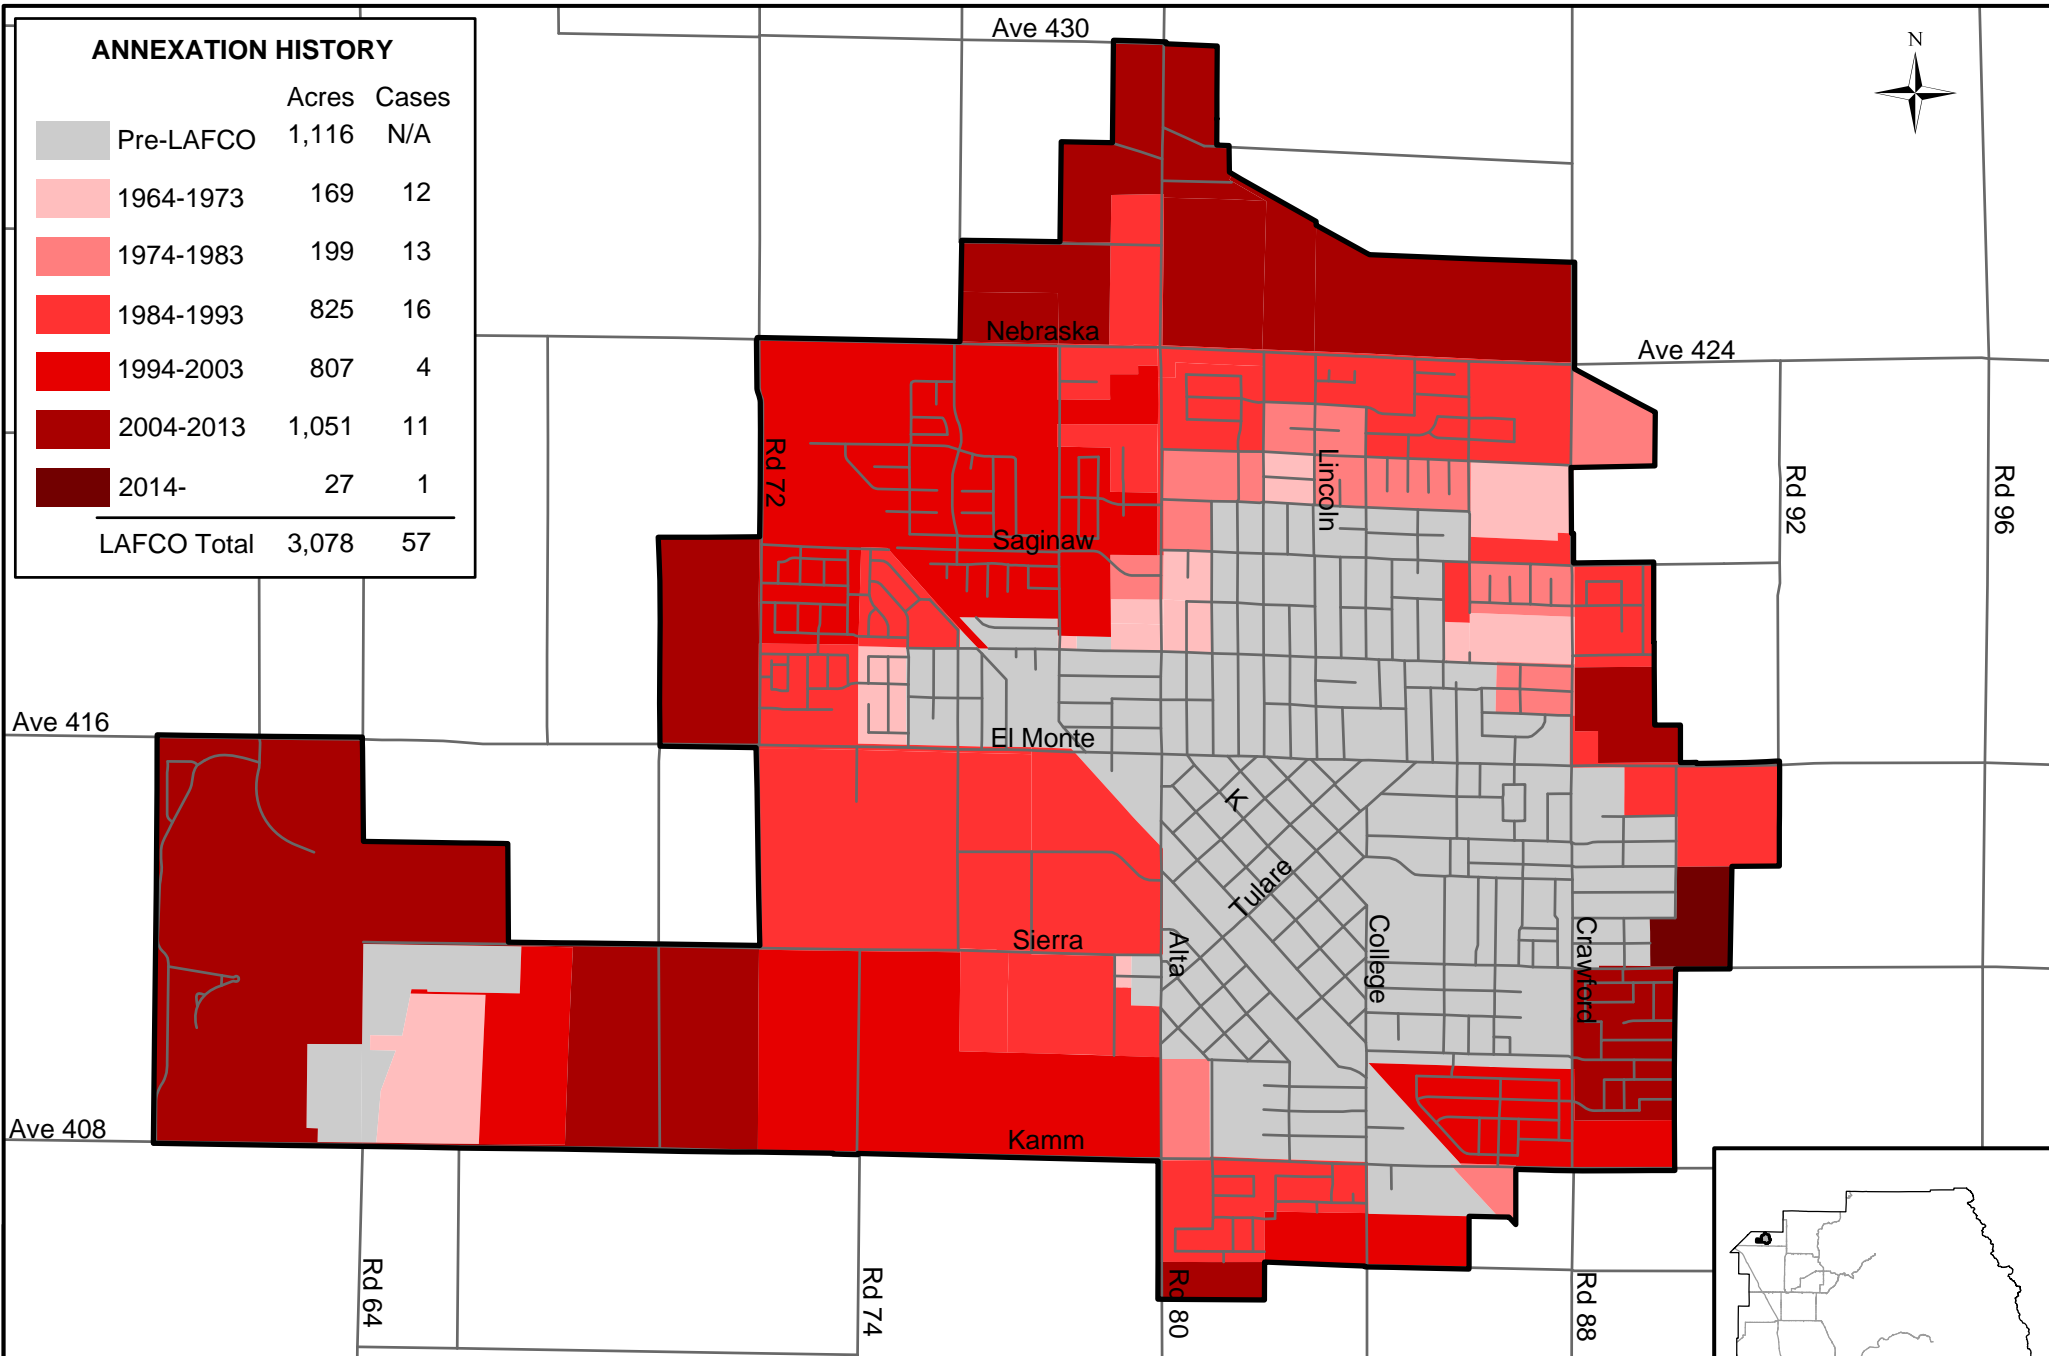 ANNEXATION HISTORY
Acres Cases
Pre-LAFCO 1,116 N/A
1964-1973 169 12
1974-1983 199 13
1984-1993 825 16
1994-2003 807 4
2004-2013 1,051 11
2014- 27 1
LAFCO Total 3,078 57
Ave 430
N
Nebraska
Ave 424
Rd 72
Lincoln
Rd 92
Rd 96
Saginaw
Ave 416
El Monte
K
Tulare
Sierra
Alta
College
Crawford
Ave 408
Kamm
Rd 64
Rd 74
Rd 80
Rd 88